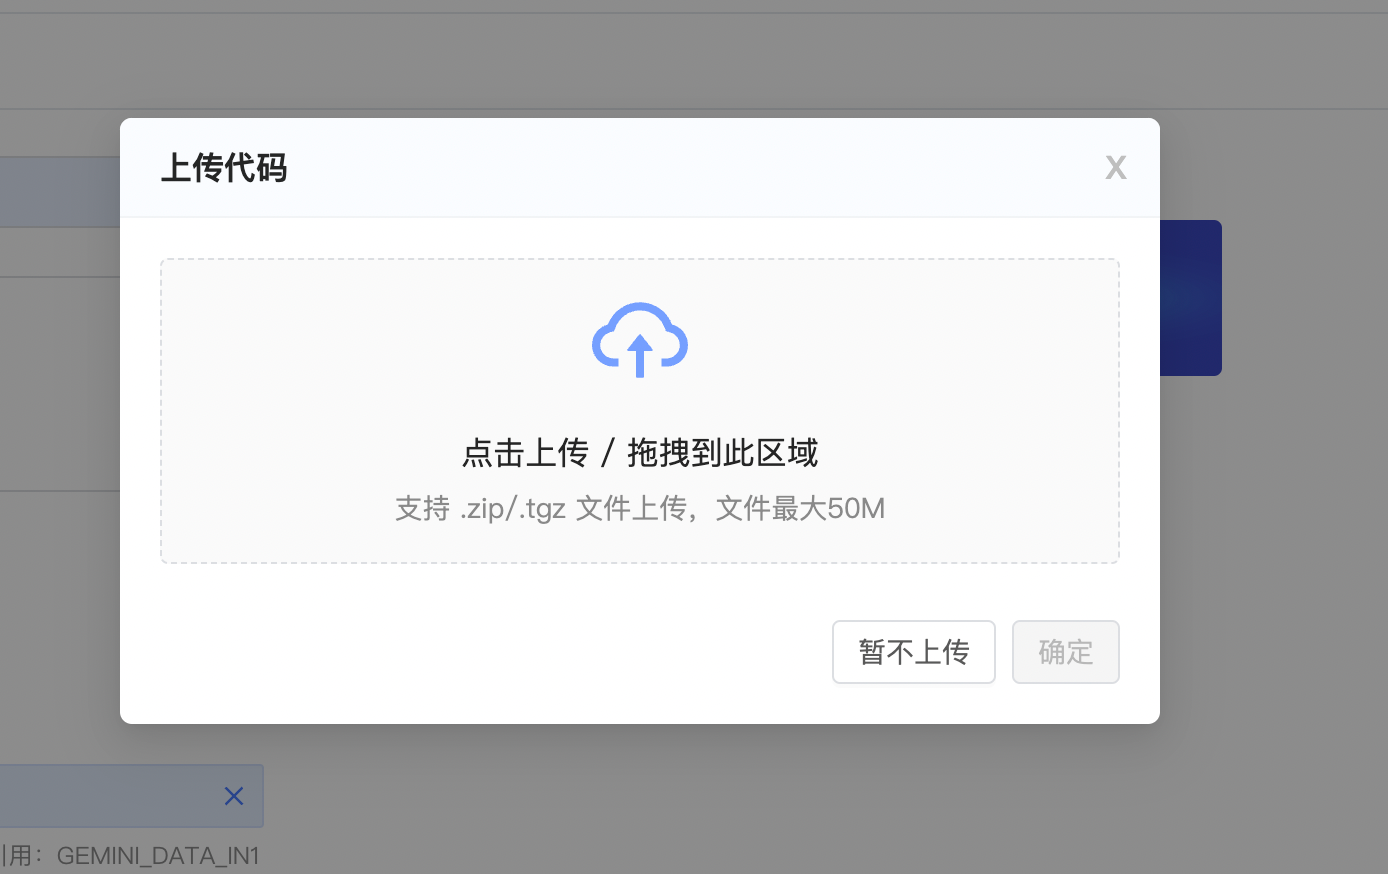 上传代码
X
点击上传 / 拖拽到此区域
支持 .zip/.tgz 文件上传，文件最大50M
暂不上传
确定
引用：GEMINI_DATA_IN1